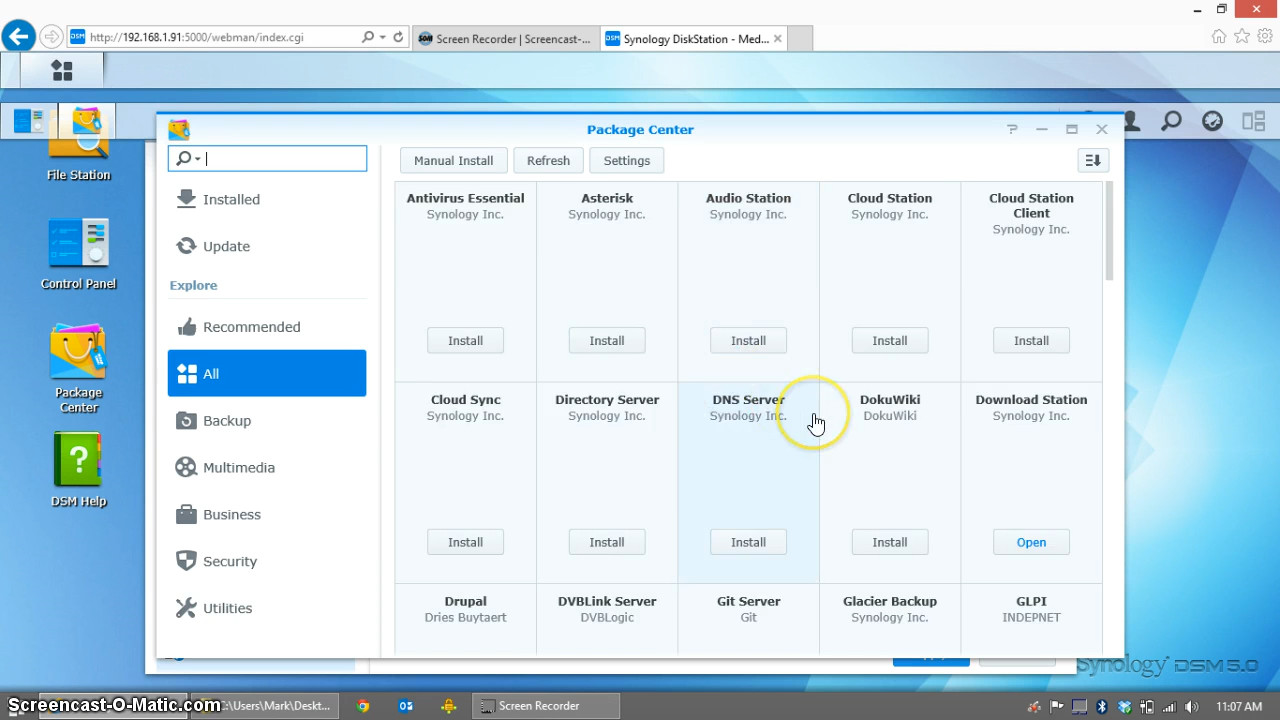 http://192.168.1.91:5000/webman/index.cgi
Screen Recorder | Screencast-...
Synology DiskStation - Med...
File Station
Control Panel
Package
Center
DSM Help
Package Center
Installed
Update
Explore
Recommended
All
Backup
Multimedia
Business
Security
Utilities
Manual Install
Refresh
Settings
Antivirus Essential
Synology Inc.
Install
Asterisk
Synology Inc.
Install
Audio Station
Synology Inc.
Install
Cloud Station
Synology Inc.
Install
Cloud Station
Client
Synology Inc.
Install
Cloud Sync
Synology Inc.
Install
Directory Server
Synology Inc.
Install
DNS Server
Synology Inc.
Install
DokuWiki
DokuWiki
Install
Download Station
Synology Inc.
Open
Drupal
Dries Buytaert
DVBLink Server
DVBLogic
Git Server
Git
Glacier Backup
Synology Inc.
GLPI
INDEPNET
Synology DSM 5.0
Screencast-O-Matic.com
C:\Users\Mark\Deskt...
Screen Recorder
11:07 AM